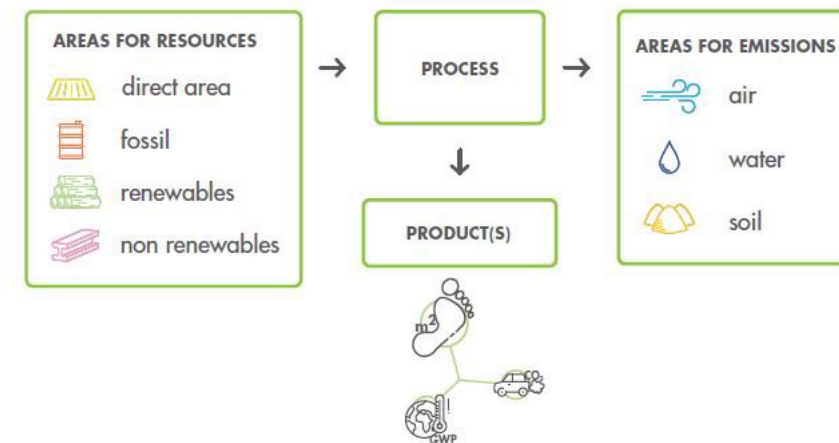 AREAS FOR RESOURCES
direct area
fossil
renewables
non renewables
PROCESS
PRODUCT(S)
AREAS FOR EMISSIONS
air
water
soil
m²
CO₂
GWP